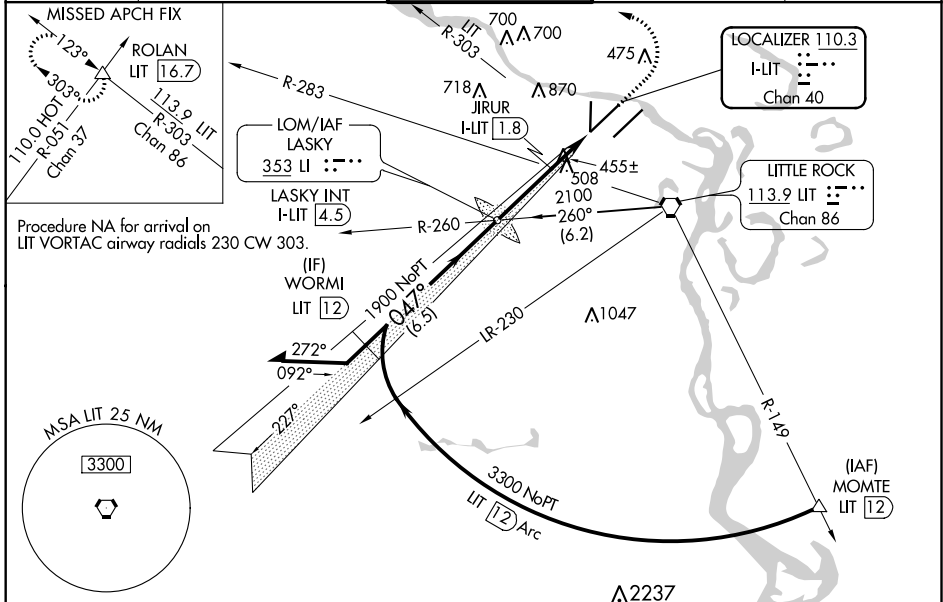 MISSED APCH FIX
123°
303°
ROLAN
LIT 16.7
110.0 HOT
R-051
Chan 37
113.9 LIT
R-303
Chan 86
LIT
R-303
700
700
475
R-283
718
870
LOCALIZER 110.3
I-LIT
Chan 40
JIRUR
I-LIT 1.8
LOM/IAF
LASKY
353 LI
LASKY INT
I-LIT 4.5
455±
508
2100
260°
(6.2)
R-260
LITTLE ROCK
113.9 LIT
Chan 86
Procedure NA for arrival on
LIT VORTAC airway radials 230 CW 303.
(IF)
WORMI
LIT 12
1900 NoPT
047°
(6.5)
1047
LR-230
272°
092°
227°
R-149
MSA LIT 25 NM
3300
3300 NoPT
LIT 12 Arc
(IAF)
MOMTE
LIT 12
2237